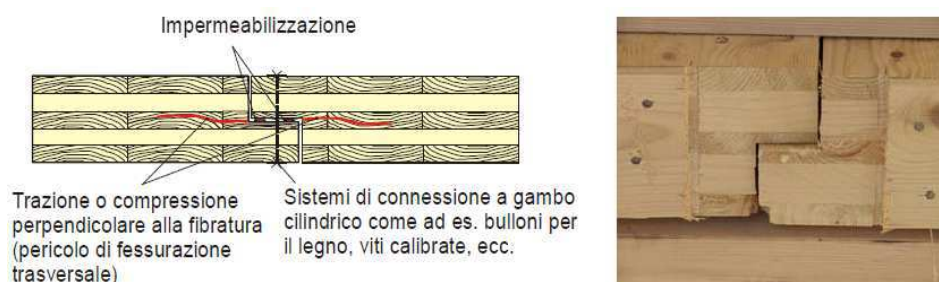 Impermeabilizzazione
Trazione o compressione
perpendicolare alla fibratura
(pericolo di fessurazione
trasversale)
Sistemi di connessione a gambo
cilindrico come ad es. bulloni per
il legno, viti calibrate, ecc.